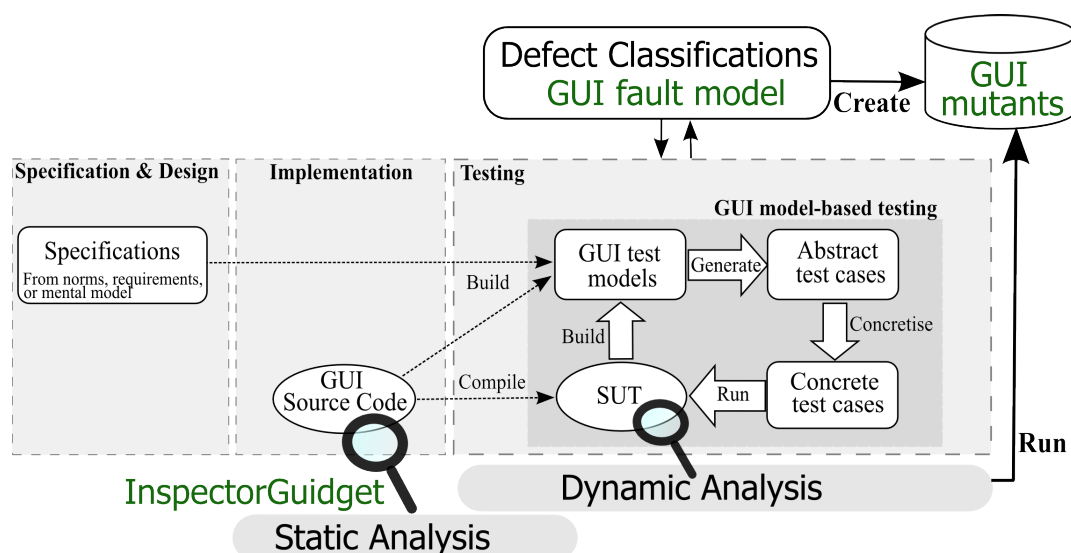 Defect Classifications
GUI fault model
Create
GUI
mutants
Specification & Design
Implementation
Testing
GUI model-based testing
Specifications
From norms, requirements,
or mental model
Build
GUI test
models
Generate
Abstract
test cases
Build
Concretise
GUI
Source Code
Compile
SUT
Run
Concrete
test cases
Run
InspectorGuidget
Dynamic Analysis
Static Analysis